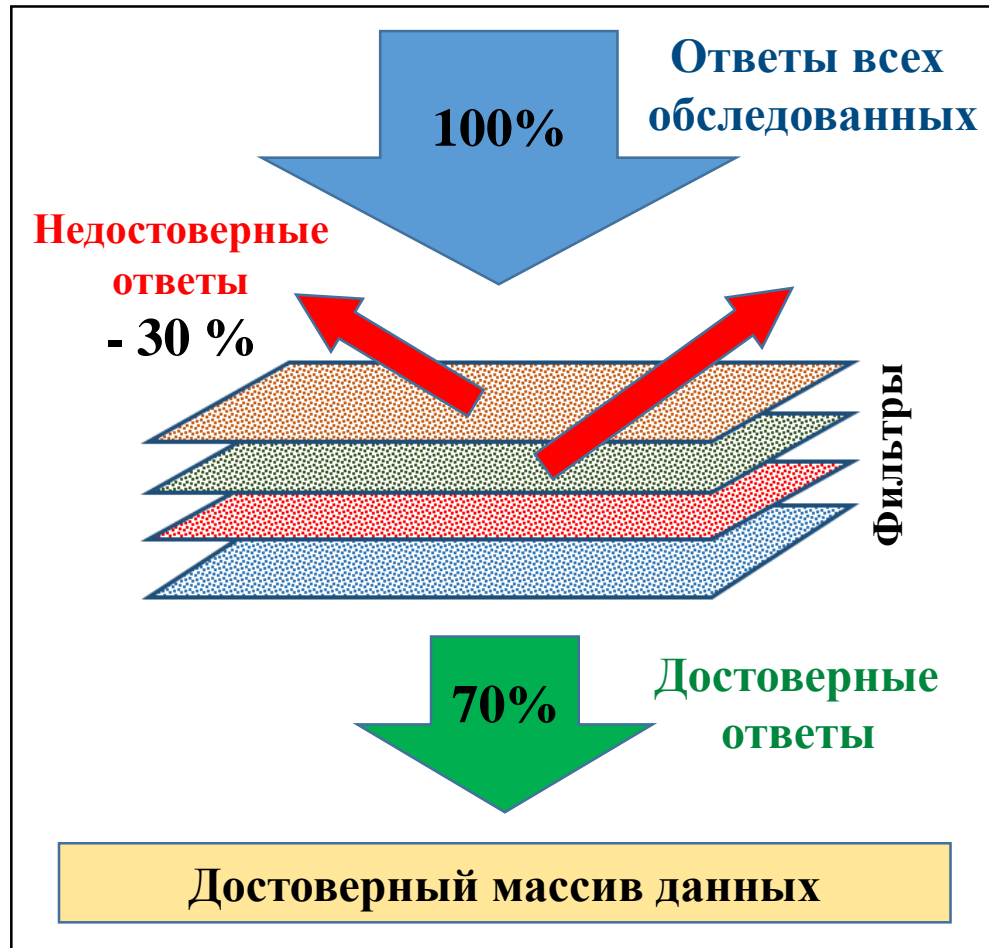 Ответы всех
обследованных
100%
Недостоверные
ответы
- 30 %
Фильтры
70%
Достоверные
ответы
Достоверный массив данных